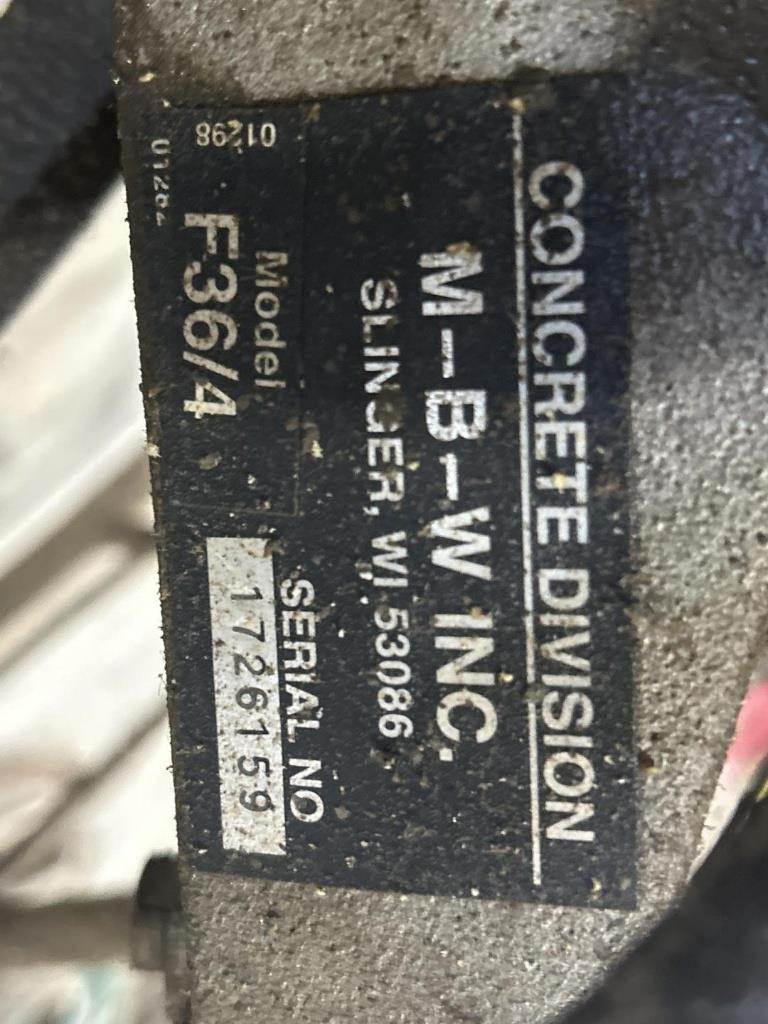 CONCRETE DIVISION
M-B-W INC.
SLINGER, WI. 53086
Model
F36/4
SERIAL NO
1726159
01298